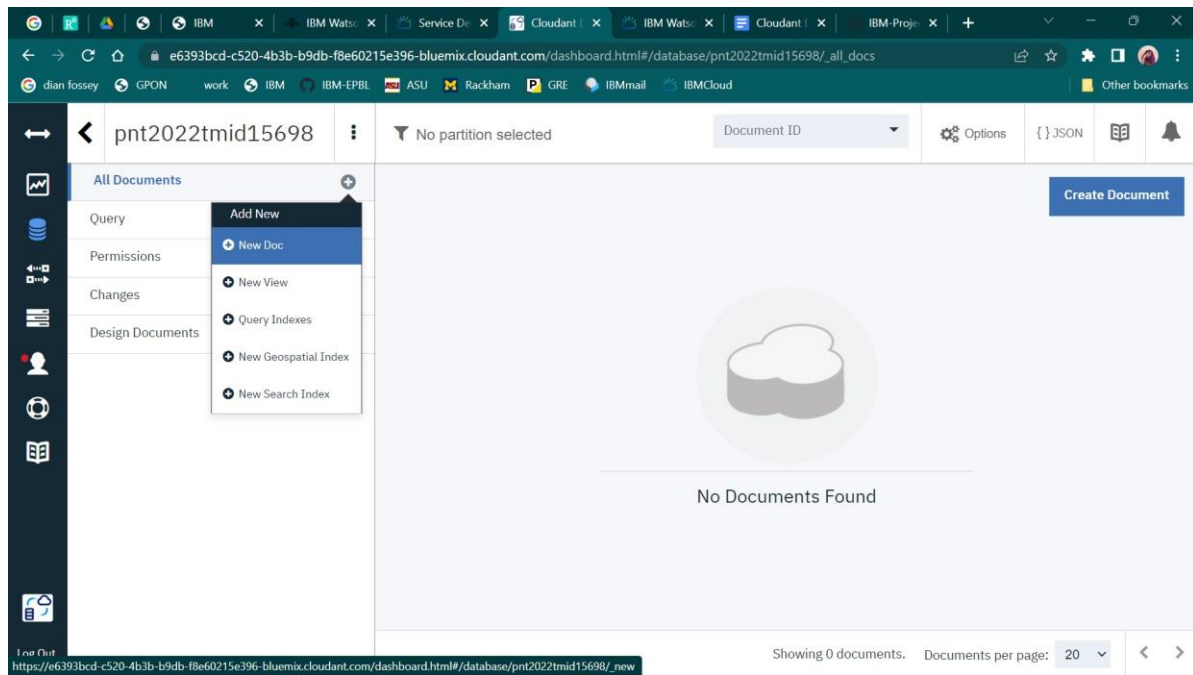 IBM
IBM Watso
Service De
Cloudant
IBM Watso
Cloudant
IBM-Projec
e6393bcd-c520-4b3b-b9db-f8e60215e396-bluemix.cloudant.com/dashboard.html#/database/pnt2022tmid15698/_all_docs
dian fossey
GPON
work
IBM
IBM-EPBL
ASU
Rackham
GRE
IBMmail
IBMCloud
Other bookmarks
pnt2022tmid15698
No partition selected
Document ID
Options
{ } JSON
All Documents
Create Document
Add New
Query
New Doc
Permissions
New View
Changes
Query Indexes
Design Documents
New Geospatial Index
New Search Index
No Documents Found
Log Out
https://e6393bcd-c520-4b3b-b9db-f8e60215e396-bluemix.cloudant.com/dashboard.html#/database/pnt2022tmid15698/_new
Showing 0 documents.
Documents per page: 20